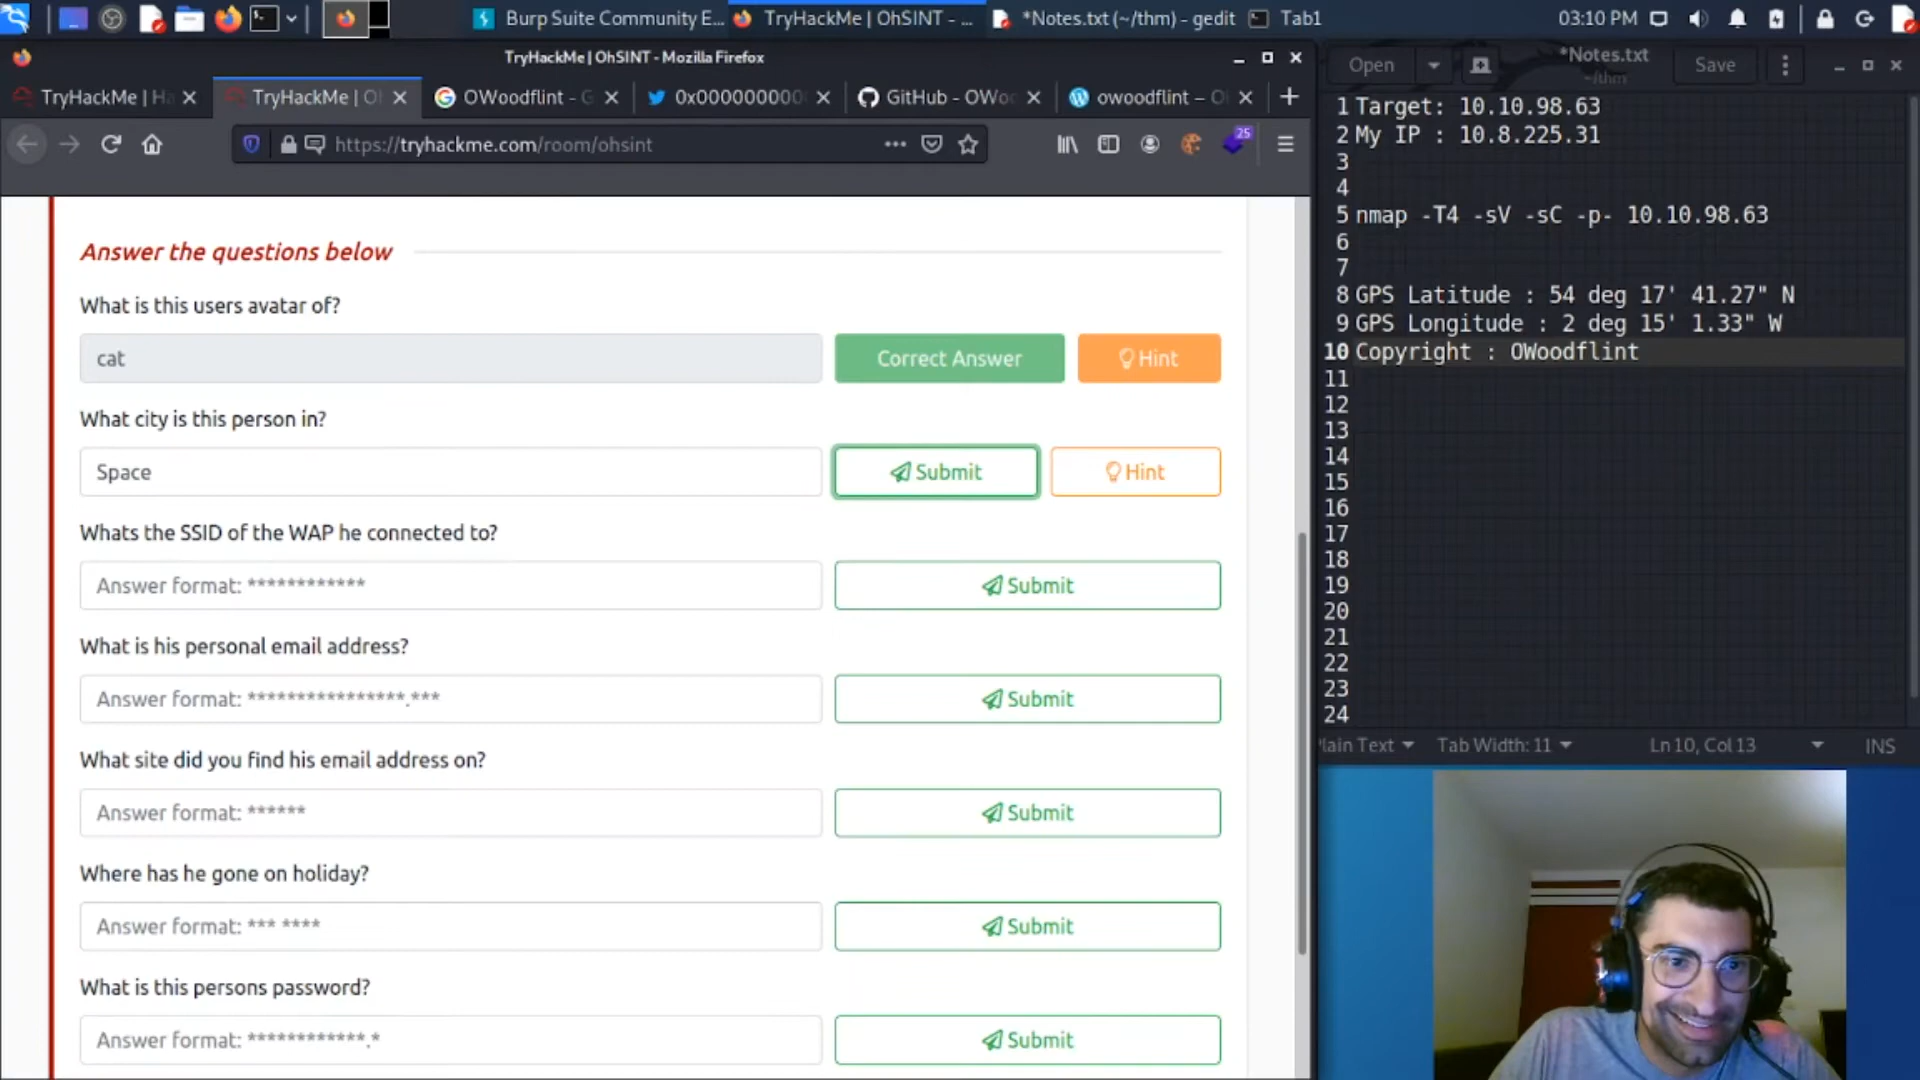 Burp Suite Community E...
TryHackMe | OhSINT - ...
*Notes.txt (~/thm) - gedit
Tab1
03:10 PM
TryHackMe | OhSINT - Mozilla Firefox
TryHackMe | Ha
TryHackMe | O
OWoodflint - G
0x0000000000
GitHub - OWo
owoodflint –
https://tryhackme.com/room/ohsint
25
Answer the questions below
What is this users avatar of?
cat
Correct Answer
Hint
What city is this person in?
Space
Submit
Hint
Whats the SSID of the WAP he connected to?
Answer format: ************
Submit
What is his personal email address?
Answer format: ****************.***
Submit
What site did you find his email address on?
Answer format: ******
Submit
Where has he gone on holiday?
Answer format: *** ****
Submit
What is this persons password?
Answer format: ************.*
Submit
Open
*Notes.txt
~/thm
Save
1 Target: 10.10.98.63
2 My IP : 10.8.225.31
3
4
5 nmap -T4 -sV -sC -p- 10.10.98.63
6
7
8 GPS Latitude : 54 deg 17' 41.27" N
9 GPS Longitude : 2 deg 15' 1.33" W
10 Copyright : OWoodflint
11
12
13
14
15
16
17
18
19
20
21
22
23
24
lain Text
Tab Width: 11
Ln 10, Col 13
INS